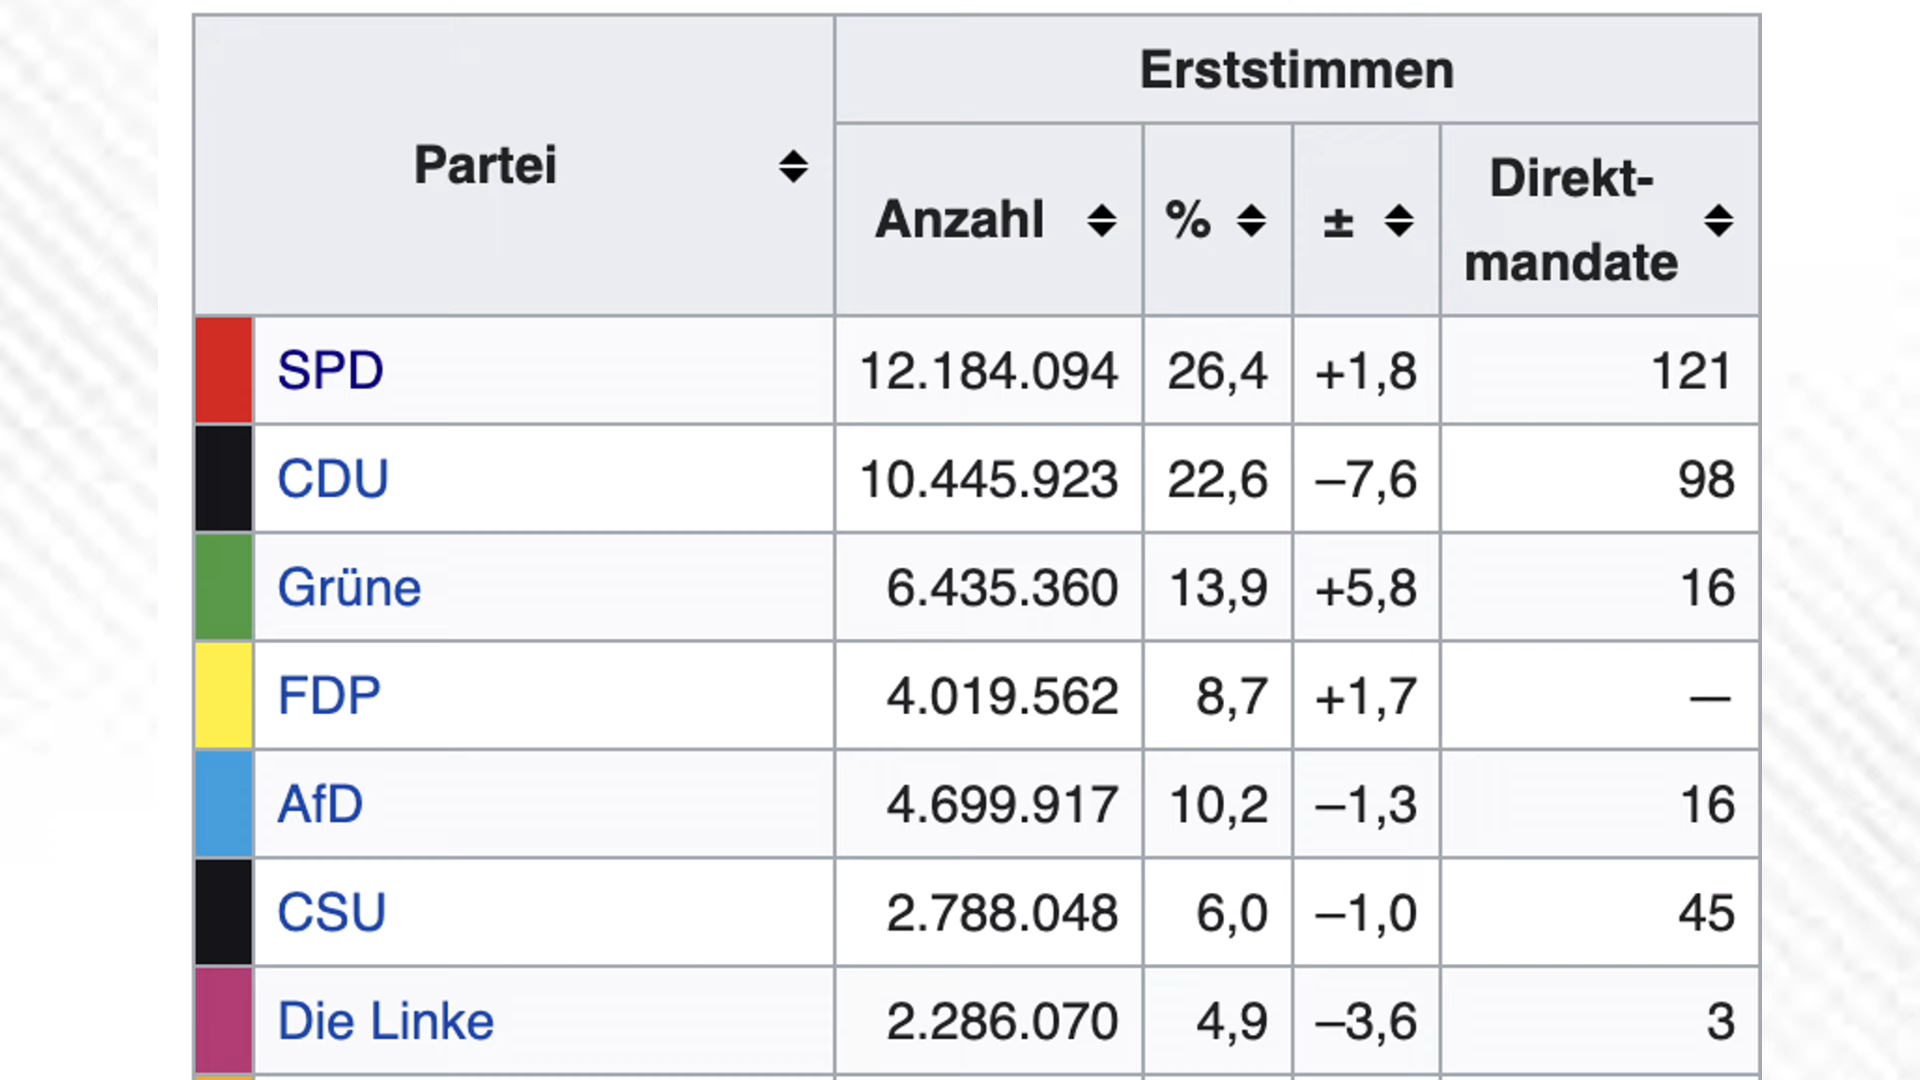 Partei
Erststimmen
Anzahl % ± Direkt-
mandate
SPD 12.184.094 26,4 +1,8 121
CDU 10.445.923 22,6 –7,6 98
Grüne 6.435.360 13,9 +5,8 16
FDP 4.019.562 8,7 +1,7 —
AfD 4.699.917 10,2 –1,3 16
CSU 2.788.048 6,0 –1,0 45
Die Linke 2.286.070 4,9 –3,6 3